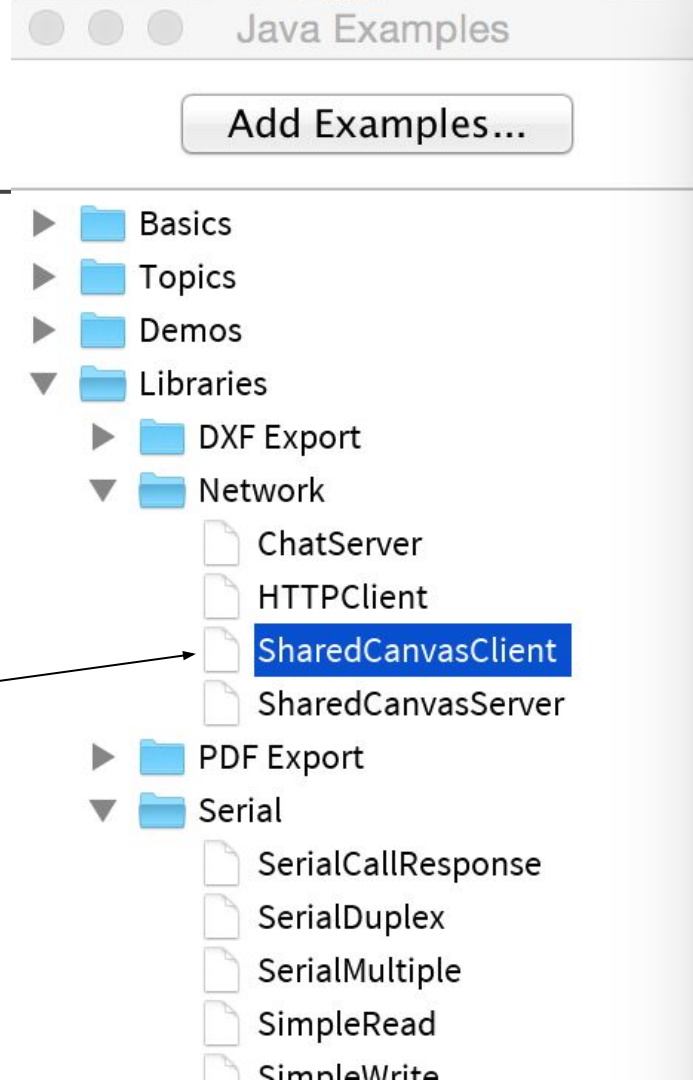 Java Examples
Add Examples...
Basics
Topics
Demos
Libraries
DXF Export
Network
ChatServer
HTTPClient
SharedCanvasClient
SharedCanvasServer
PDF Export
Serial
SerialCallResponse
SerialDuplex
SerialMultiple
SimpleRead
SimpleWrite